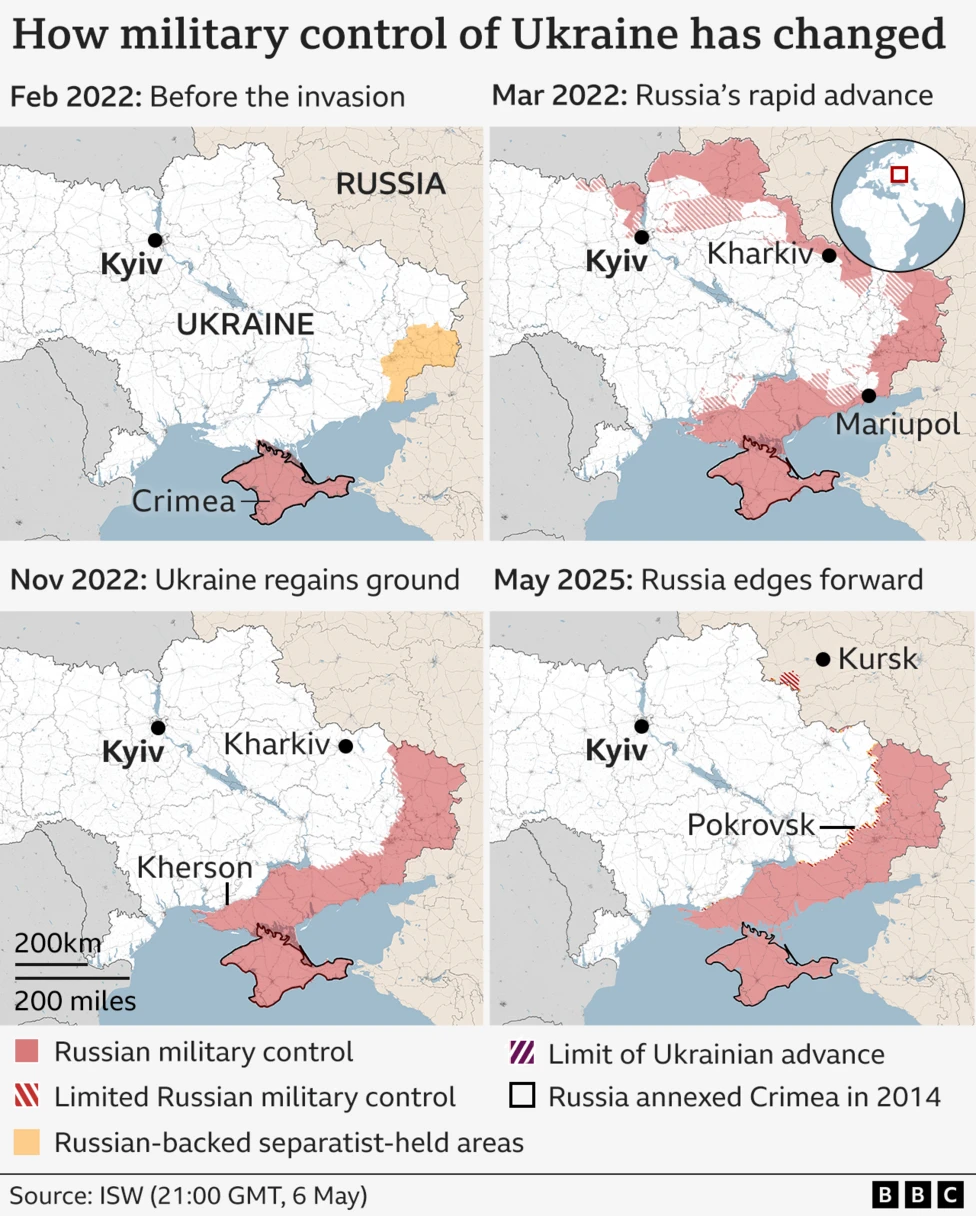 How military control of Ukraine has changed
Feb 2022: Before the invasion
RUSSIA
Kyiv
UKRAINE
Crimea
Mar 2022: Russia’s rapid advance
Kyiv
Kharkiv
Mariupol
Nov 2022: Ukraine regains ground
Kyiv
Kharkiv
Kherson
200km
200 miles
May 2025: Russia edges forward
Kursk
Kyiv
Pokrovsk
Russian military control
Limited Russian military control
Russian-backed separatist-held areas
Limit of Ukrainian advance
Russia annexed Crimea in 2014
Source: ISW (21:00 GMT, 6 May)
BBC